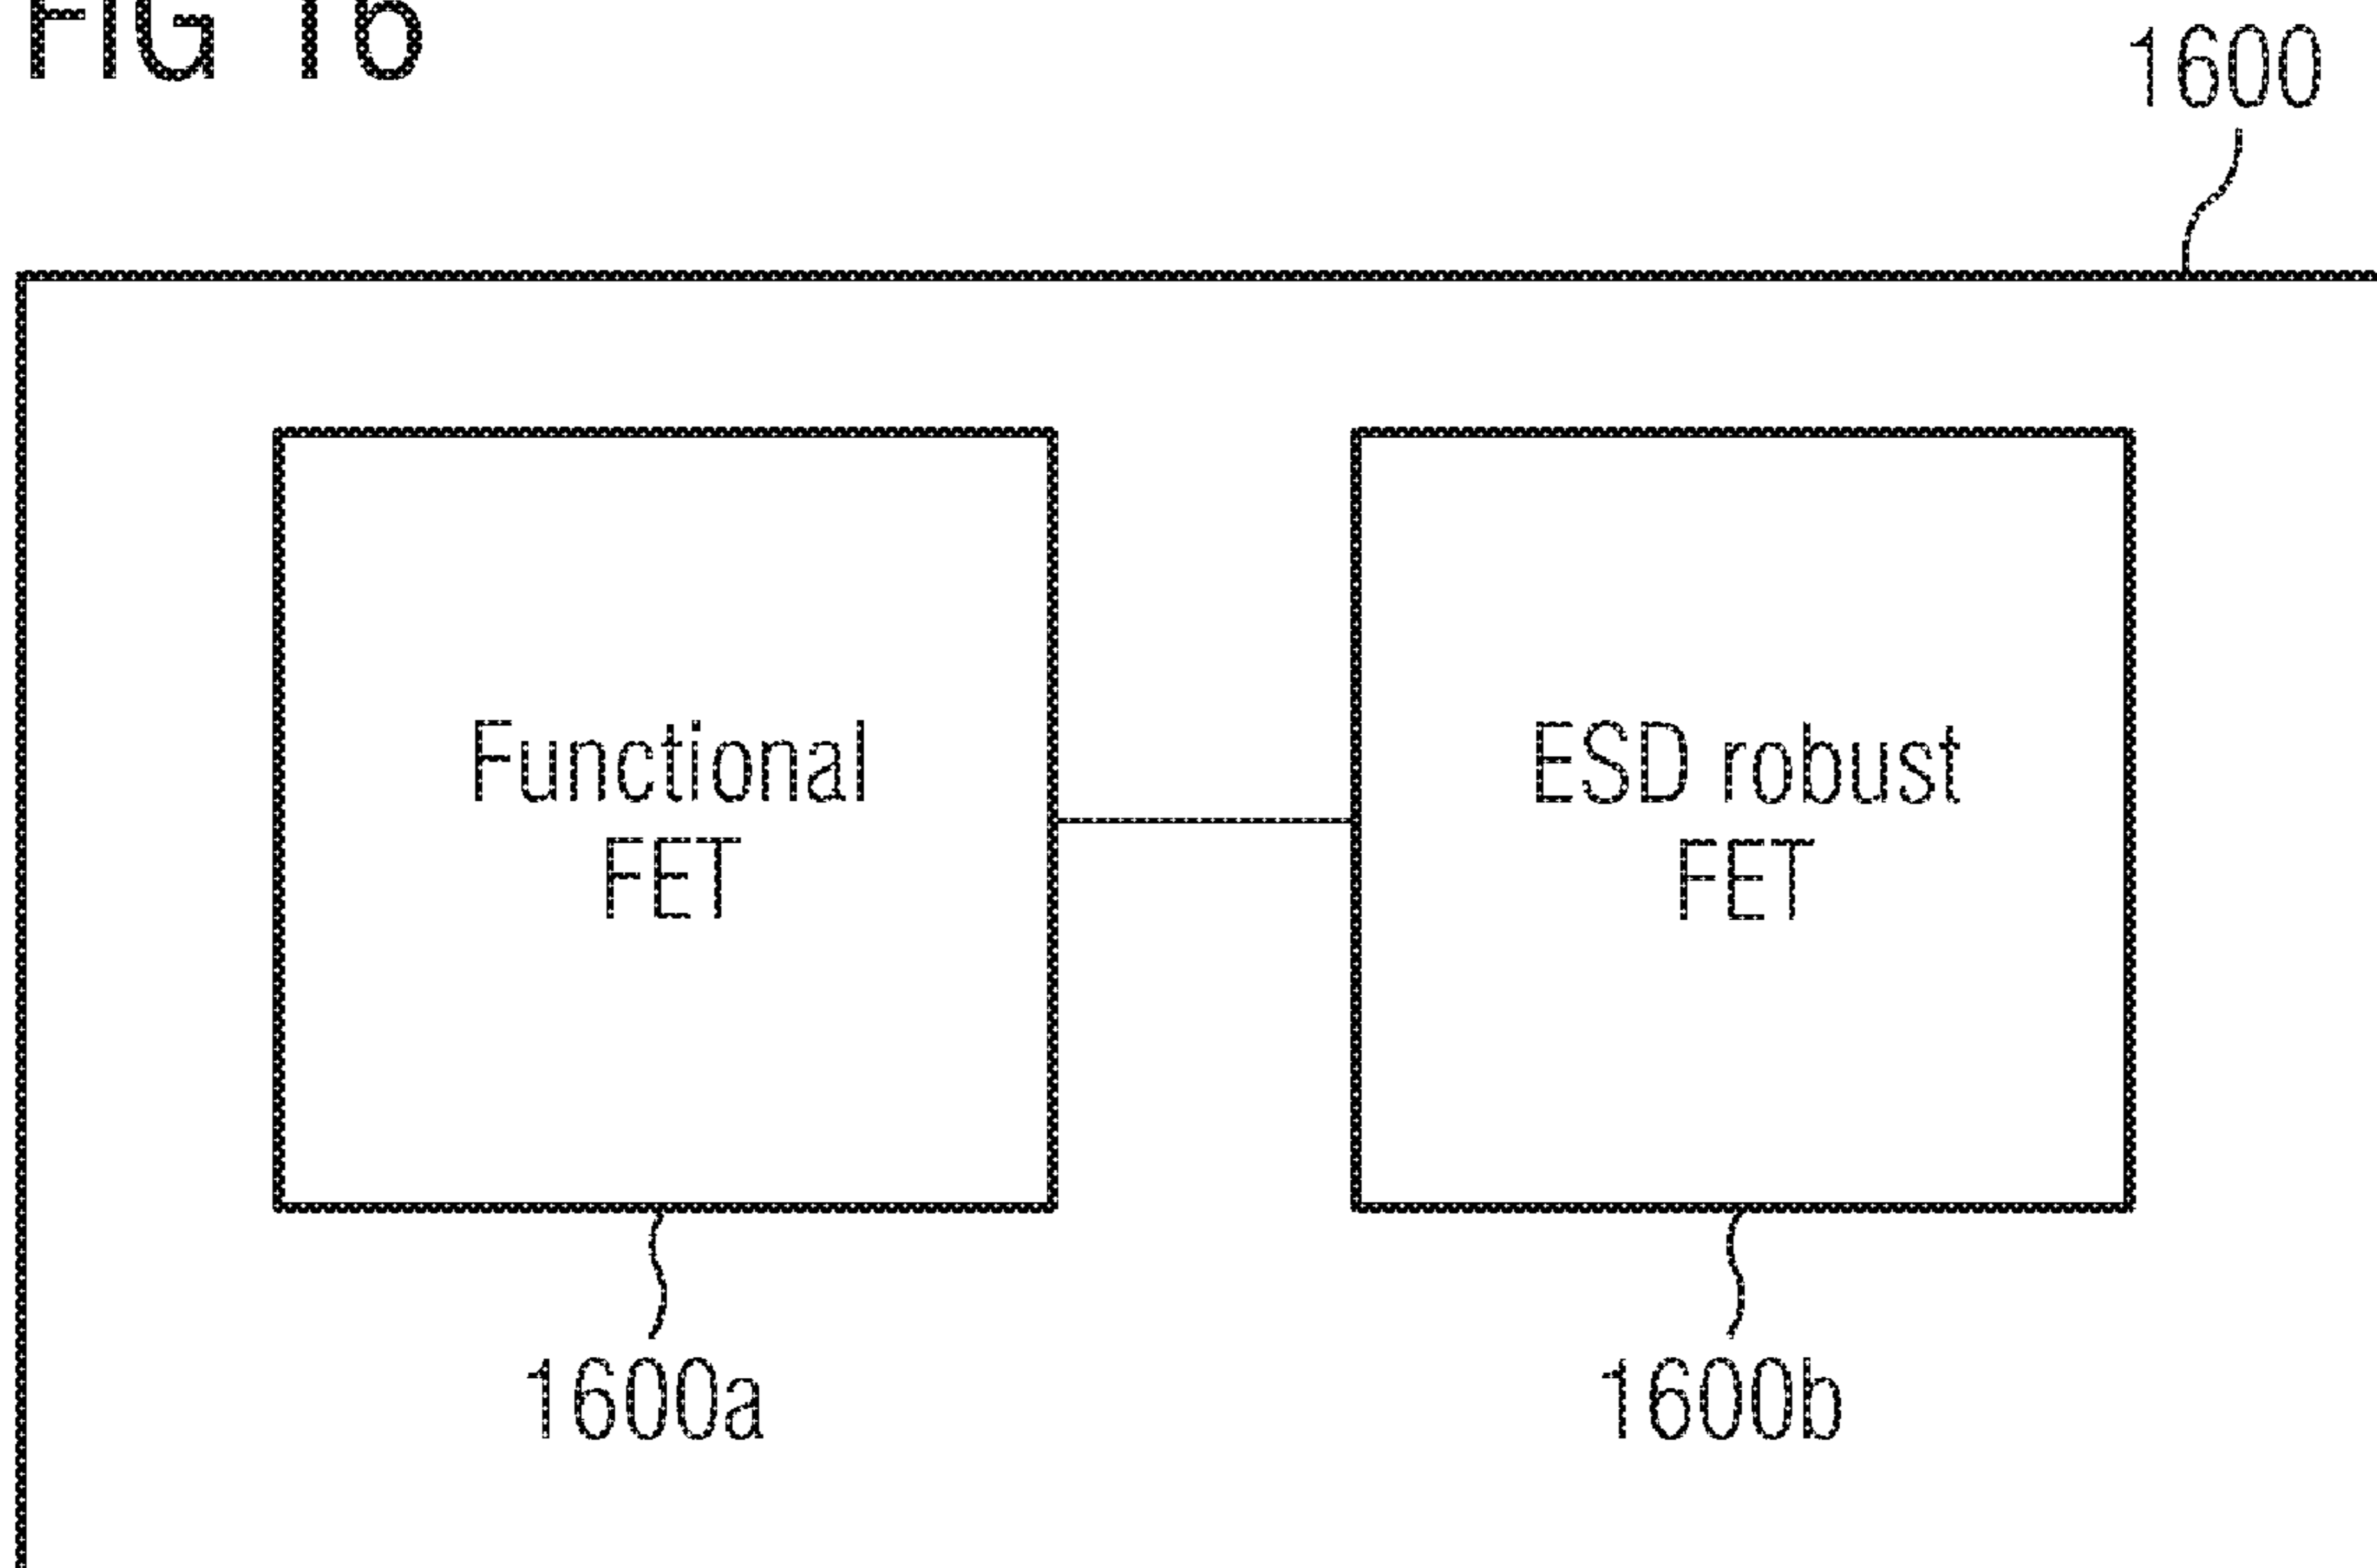 FIG 16
1600
Functional
FET
ESD robust
FET
1600a
1600b